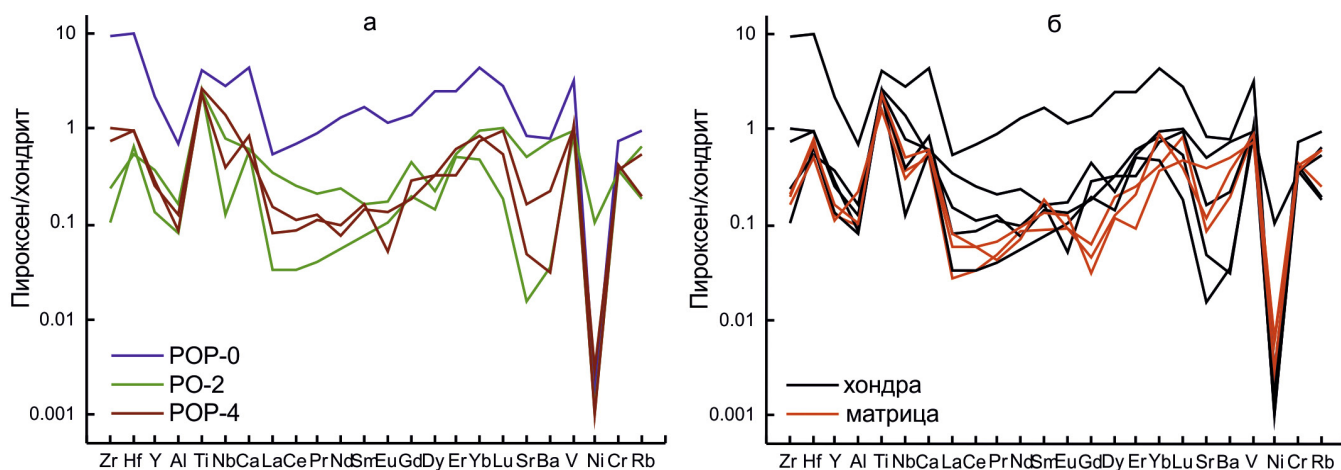 а
Пироксен/хондрит
10
1
0.1
0.01
0.001
POP-0
PO-2
POP-4
Zr Hf Y Al Ti Nb Ca La Ce Pr Nd Sm Eu Gd Dy Er Yb Lu Sr Ba V Ni Cr Rb
б
Пироксен/хондрит
10
1
0.1
0.01
0.001
хондра
матрица
Zr Hf Y Al Ti Nb Ca La Ce Pr Nd Sm Eu Gd Dy Er Yb Lu Sr Ba V Ni Cr Rb